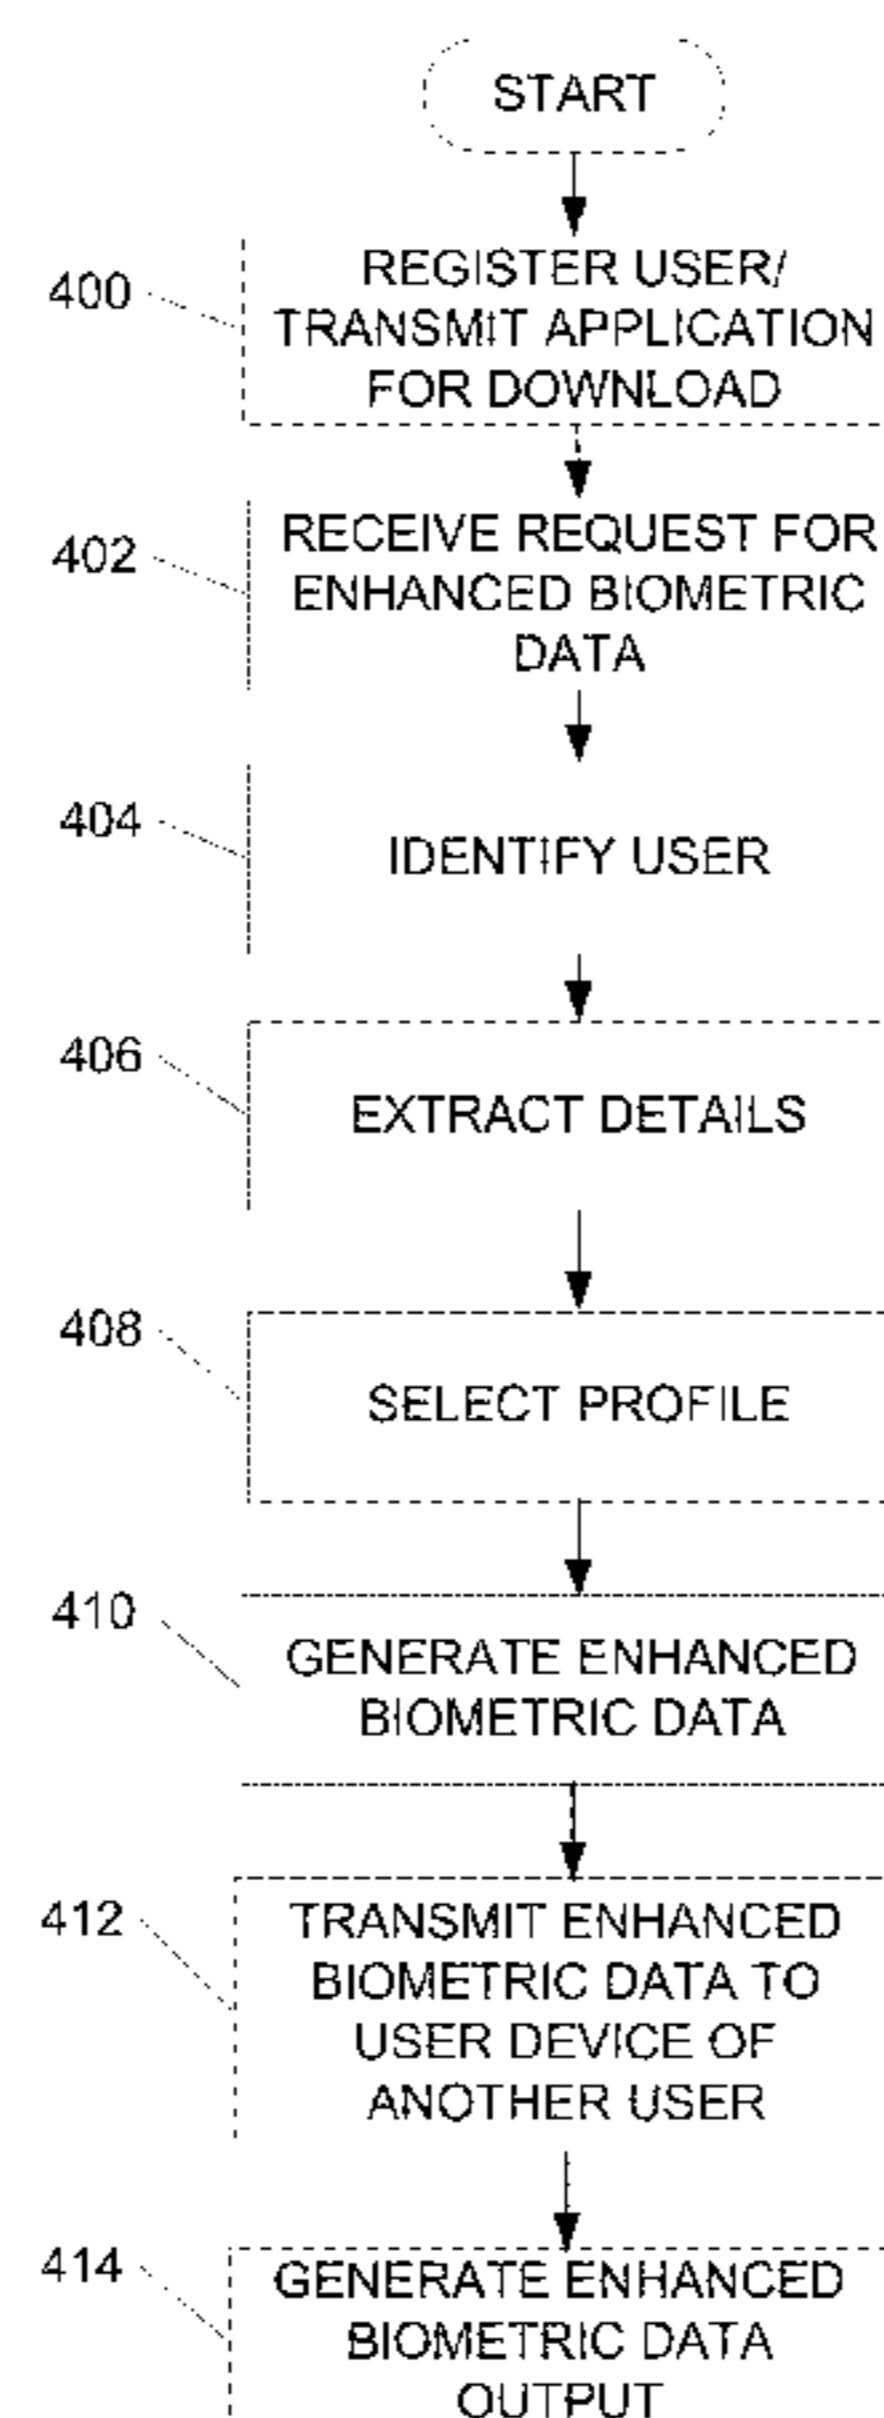 START
400
REGISTER USER/
TRANSMIT APPLICATION
FOR DOWNLOAD
402
RECEIVE REQUEST FOR
ENHANCED BIOMETRIC
DATA
404
IDENTIFY USER
406
EXTRACT DETAILS
408
SELECT PROFILE
410
GENERATE ENHANCED
BIOMETRIC DATA
412
TRANSMIT ENHANCED
BIOMETRIC DATA TO
USER DEVICE OF
ANOTHER USER
414
GENERATE ENHANCED
BIOMETRIC DATA
OUTPUT